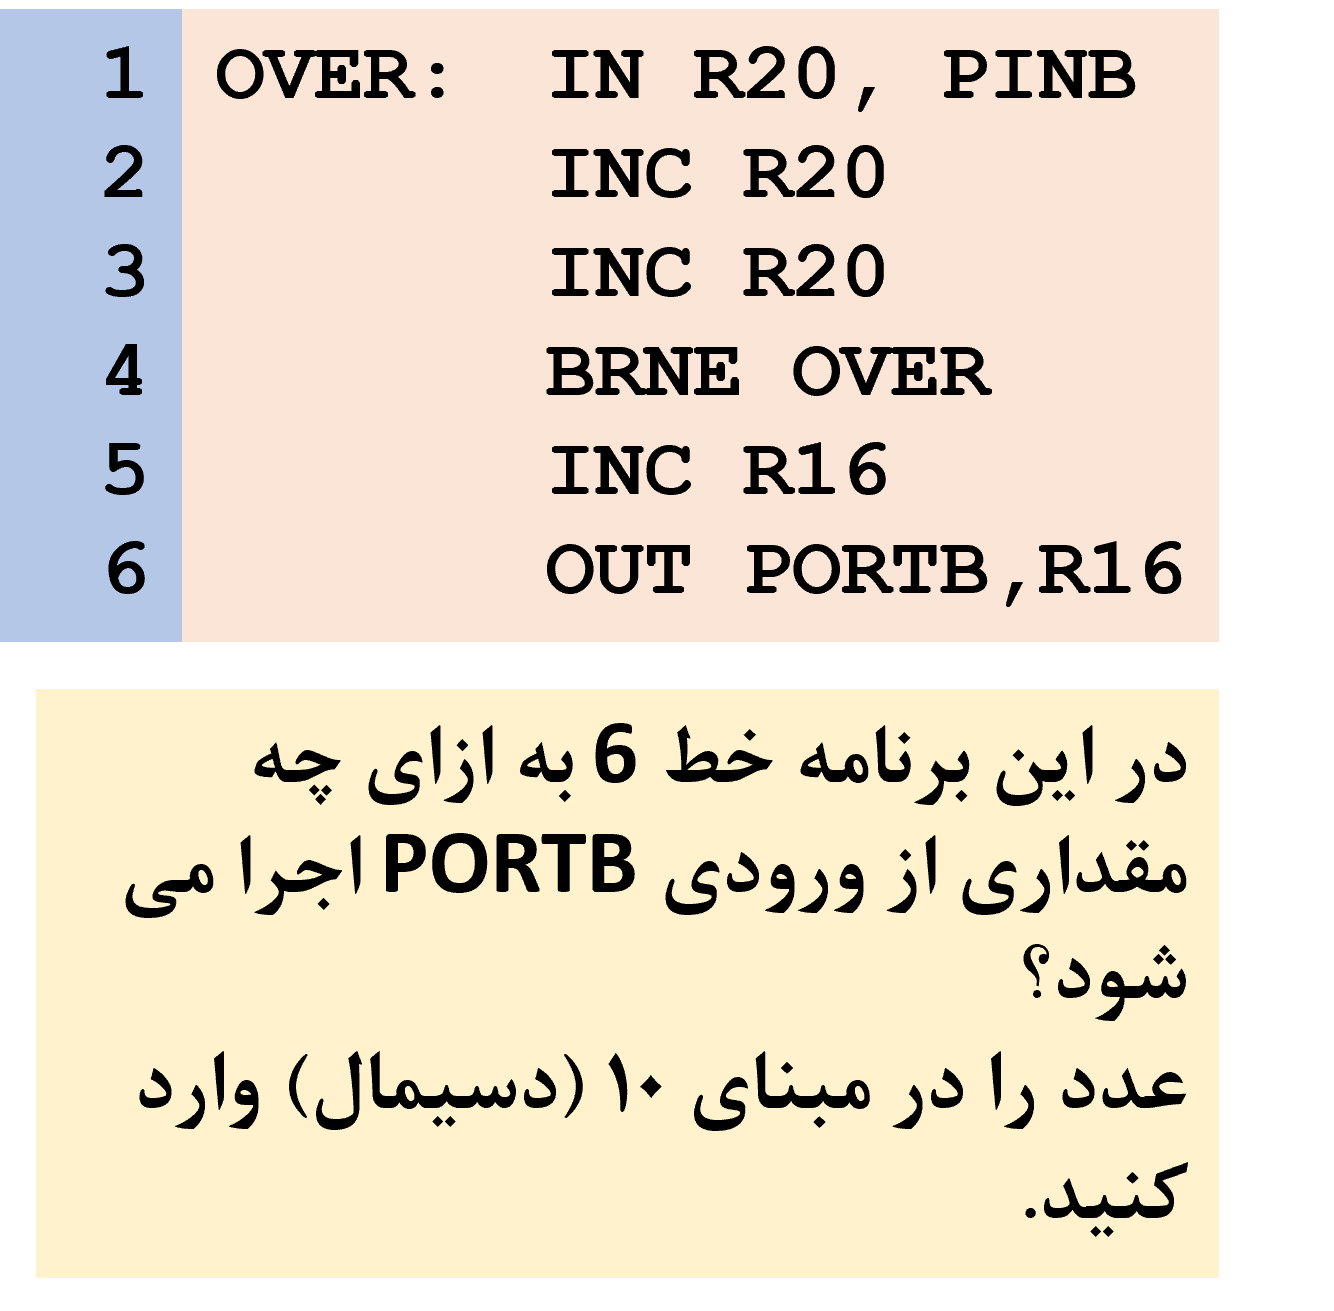 1 OVER: IN R20, PINB
2 INC R20
3 INC R20
4 BRNE OVER
5 INC R16
6 OUT PORTB,R16
در این برنامه خط 6 به ازای چه
مقداری از ورودی PORTB اجرا می
شود؟
عدد را در مبنای ۱۰ (دسیمال) وارد
کنید.